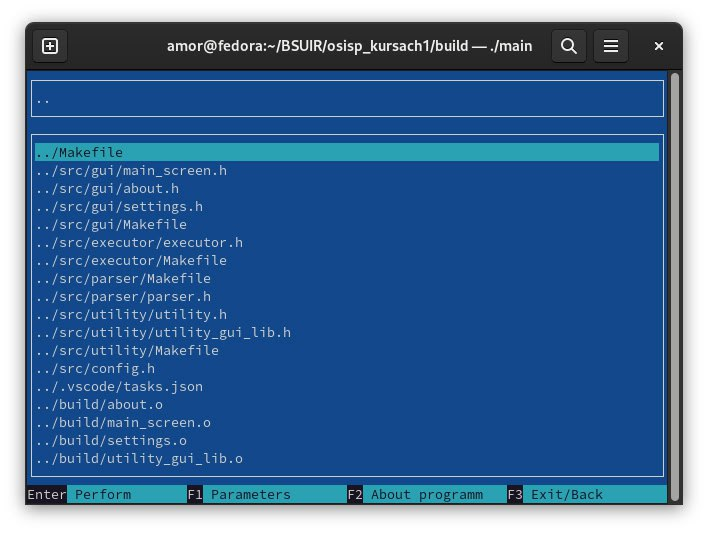 amor@fedora:~/BSUIR/osisp_kursach1/build — ./main
..
../Makefile
../src/gui/main_screen.h
../src/gui/about.h
../src/gui/settings.h
../src/gui/Makefile
../src/executor/executor.h
../src/executor/Makefile
../src/parser/Makefile
../src/parser/parser.h
../src/utility/utility.h
../src/utility/utility_gui_lib.h
../src/utility/Makefile
../src/config.h
../.vscode/tasks.json
../build/about.o
../build/main_screen.o
../build/settings.o
../build/utility_gui_lib.o
Enter Perform F1 Parameters F2 About programm F3 Exit/Back